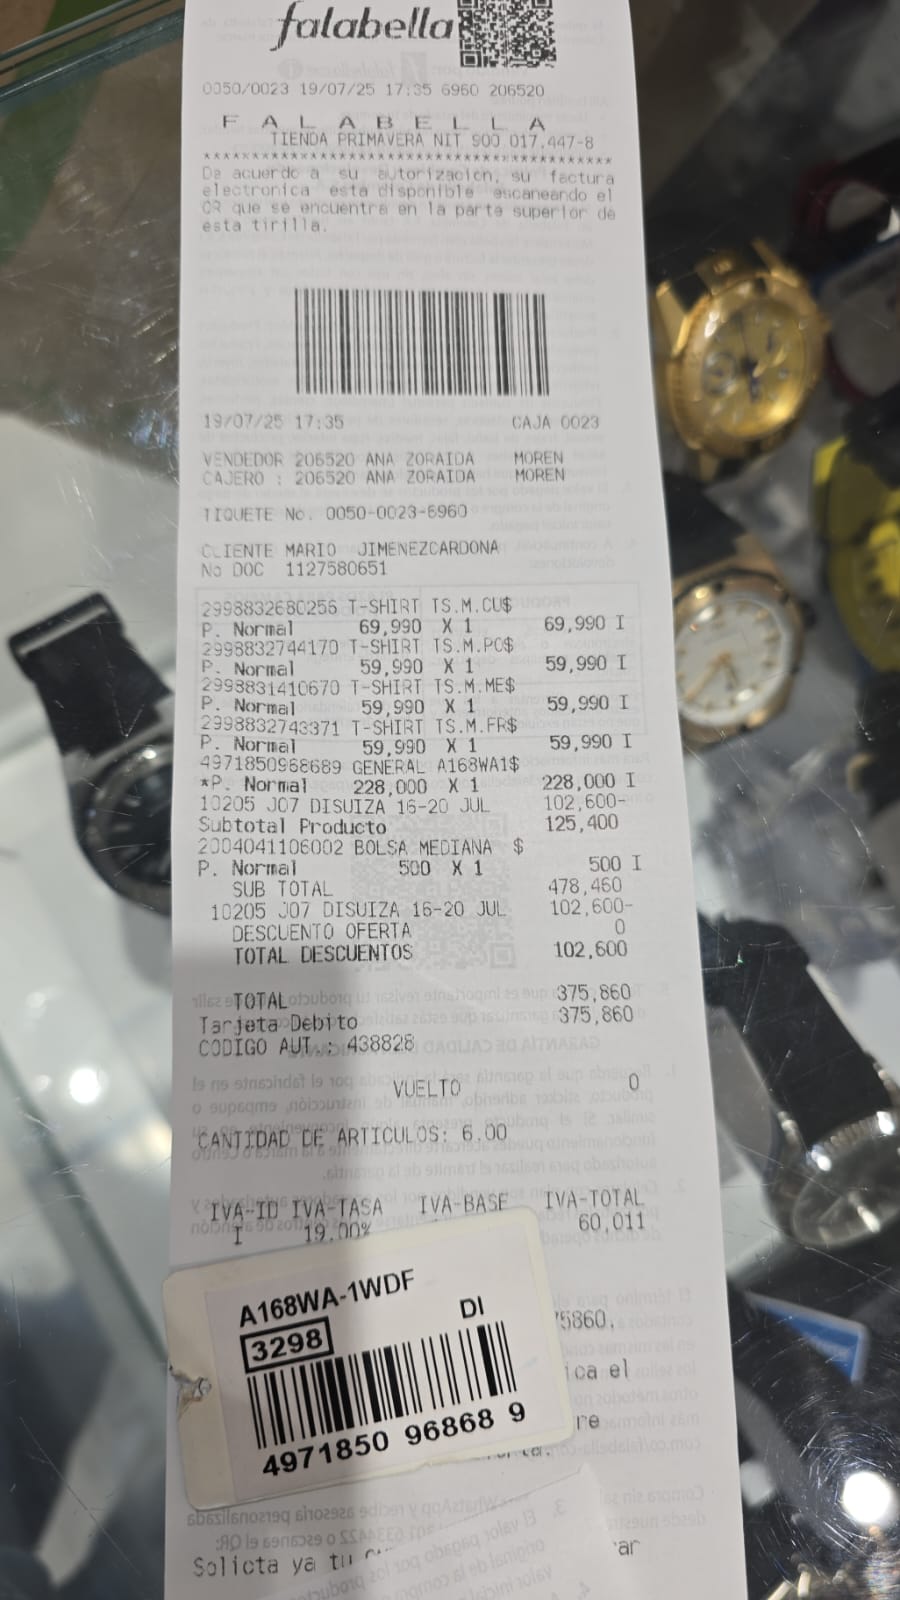 falabella
0050/0023 19/07/25 17:35 6960 206520
F A L A B E L L A
TIENDA PRIMAVERA NIT 900.017.447-8
*****************************************************
De acuerdo a su autorizacion, su factura
electronica esta disponible escaneando el
QR que se encuentra en la parte superior de
esta tirilla.
19/07/25 17:35 CAJA 0023
VENDEDOR 206520 ANA ZORAIDA MOREN
CAJERO : 206520 ANA ZORAIDA MOREN
TIQUETE No. 0050-0023-6960
CLIENTE MARIO JIMENEZCARDONA
No DOC 1127580651
2998832680256 T-SHIRT TS.M.CU$
P. Normal 69,990 X 1 69,990 I
2998832744170 T-SHIRT TS.M.PO$
P. Normal 59,990 X 1 59,990 I
2998831410670 T-SHIRT TS.M.ME$
P. Normal 59,990 X 1 59,990 I
2998832743371 T-SHIRT TS.M.FR$
P. Normal 59,990 X 1 59,990 I
4971850968689 GENERAL A168WA1$
*P. Normal 228,000 X 1 228,000 I
10205 J07 DISUIZA 16-20 JUL 102,600-
Subtotal Producto 125,400
2004041106002 BOLSA MEDIANA $
P. Normal 500 X 1 500 I
SUB TOTAL 478,460
10205 J07 DISUIZA 16-20 JUL 102,600-
DESCUENTO OFERTA 0
TOTAL DESCUENTOS 102,600
TOTAL 375,860
Tarjeta Debito 375,860
CODIGO AUT.: 438828
VUELTO 0
CANTIDAD DE ARTICULOS: 6.00
IVA-ID IVA-TASA IVA-BASE IVA-TOTAL
I 19.00% 60,011
A168WA-1WDF
DI
3298
4971850 96868 9
75860.
ica el
re
Solicta ya tu
ar